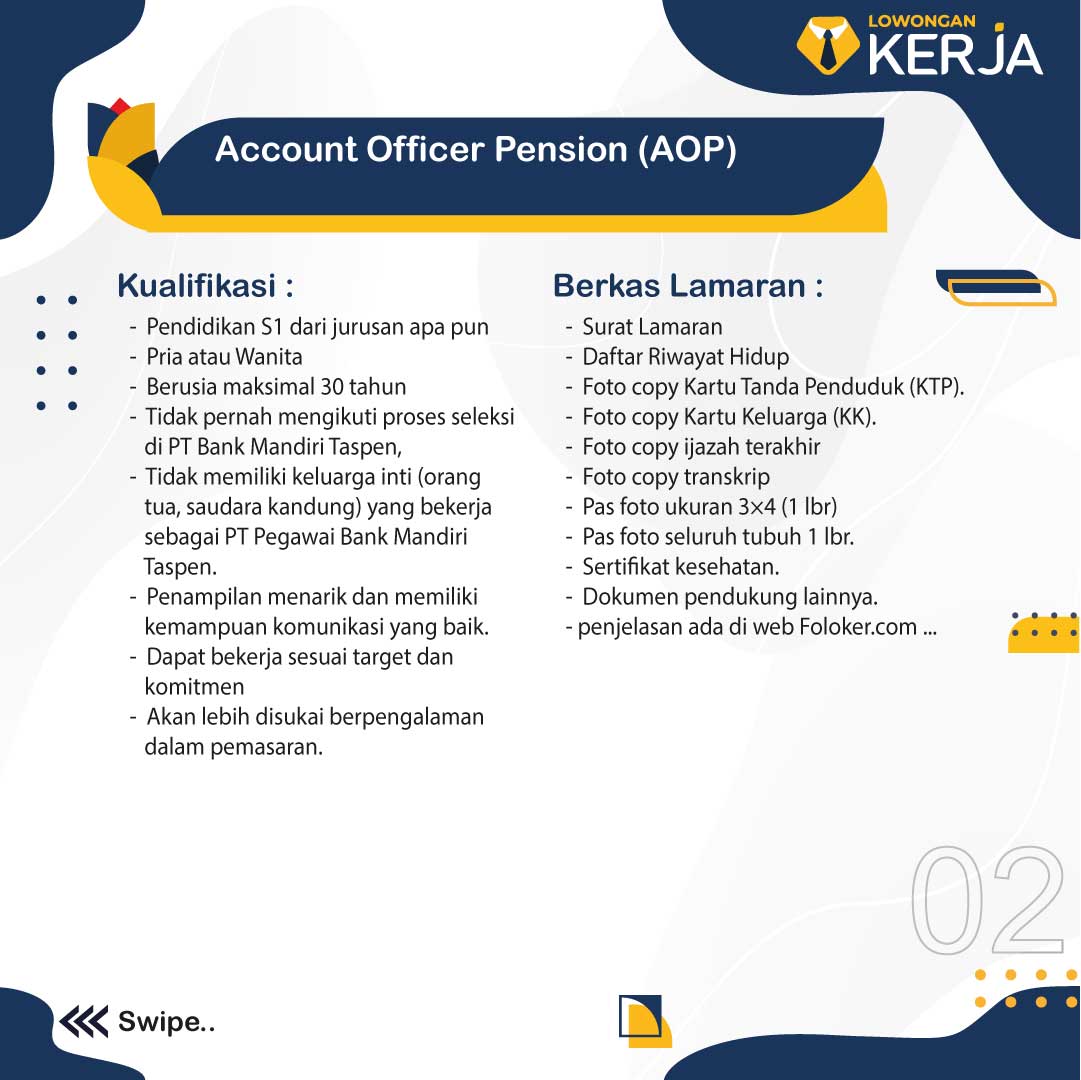 LOWONGAN
KERJA
Account Officer Pension (AOP)
Kualifikasi :
- Pendidikan S1 dari jurusan apa pun
- Pria atau Wanita
- Berusia maksimal 30 tahun
- Tidak pernah mengikuti proses seleksi
di PT Bank Mandiri Taspen,
- Tidak memiliki keluarga inti (orang
tua, saudara kandung) yang bekerja
sebagai PT Pegawai Bank Mandiri
Taspen.
- Penampilan menarik dan memiliki
kemampuan komunikasi yang baik.
- Dapat bekerja sesuai target dan
komitmen
- Akan lebih disukai berpengalaman
dalam pemasaran.
Berkas Lamaran :
- Surat Lamaran
- Daftar Riwayat Hidup
- Foto copy Kartu Tanda Penduduk (KTP).
- Foto copy Kartu Keluarga (KK).
- Foto copy ijazah terakhir
- Foto copy transkrip
- Pas foto ukuran 3×4 (1 lbr)
- Pas foto seluruh tubuh 1 lbr.
- Sertifikat kesehatan.
- Dokumen pendukung lainnya.
- penjelasan ada di web Foloker.com ...
02
Swipe..